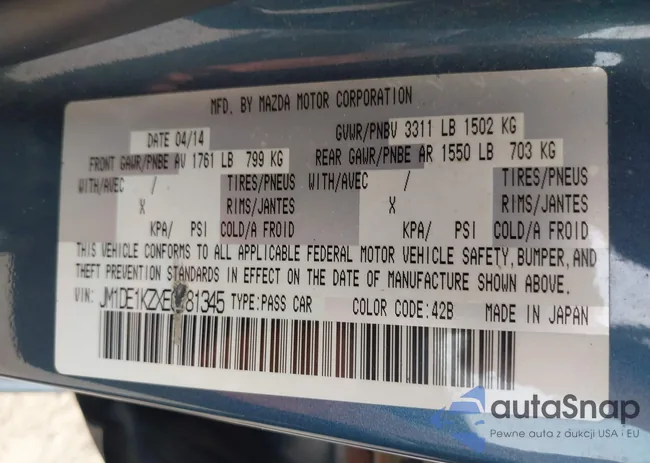 MFD. BY MAZDA MOTOR CORPORATION
DATE 04/14 GVWR/PNBV 3311 LB 1502 KG
FRONT GAWR/PNBE AV 1761 LB 799 KG REAR GAWR/PNBE AR 1550 LB 703 KG
WITH/AVEC / TIRES/PNEUS WITH/AVEC / TIRES/PNEUS
X RIMS/JANTES X RIMS/JANTES
KPA/ PSI COLD/A FROID KPA/ PSI COLD/A FROID
THIS VEHICLE CONFORMS TO ALL APPLICABLE FEDERAL MOTOR VEHICLE SAFETY, BUMPER, AND
THEFT PREVENTION STANDARDS IN EFFECT ON THE DATE OF MANUFACTURE SHOWN ABOVE.
VIN: TYPE:PASS CAR COLOR CODE:42B MADE IN JAPAN
autaSnap
Pewne auta z dukcji USA i EU